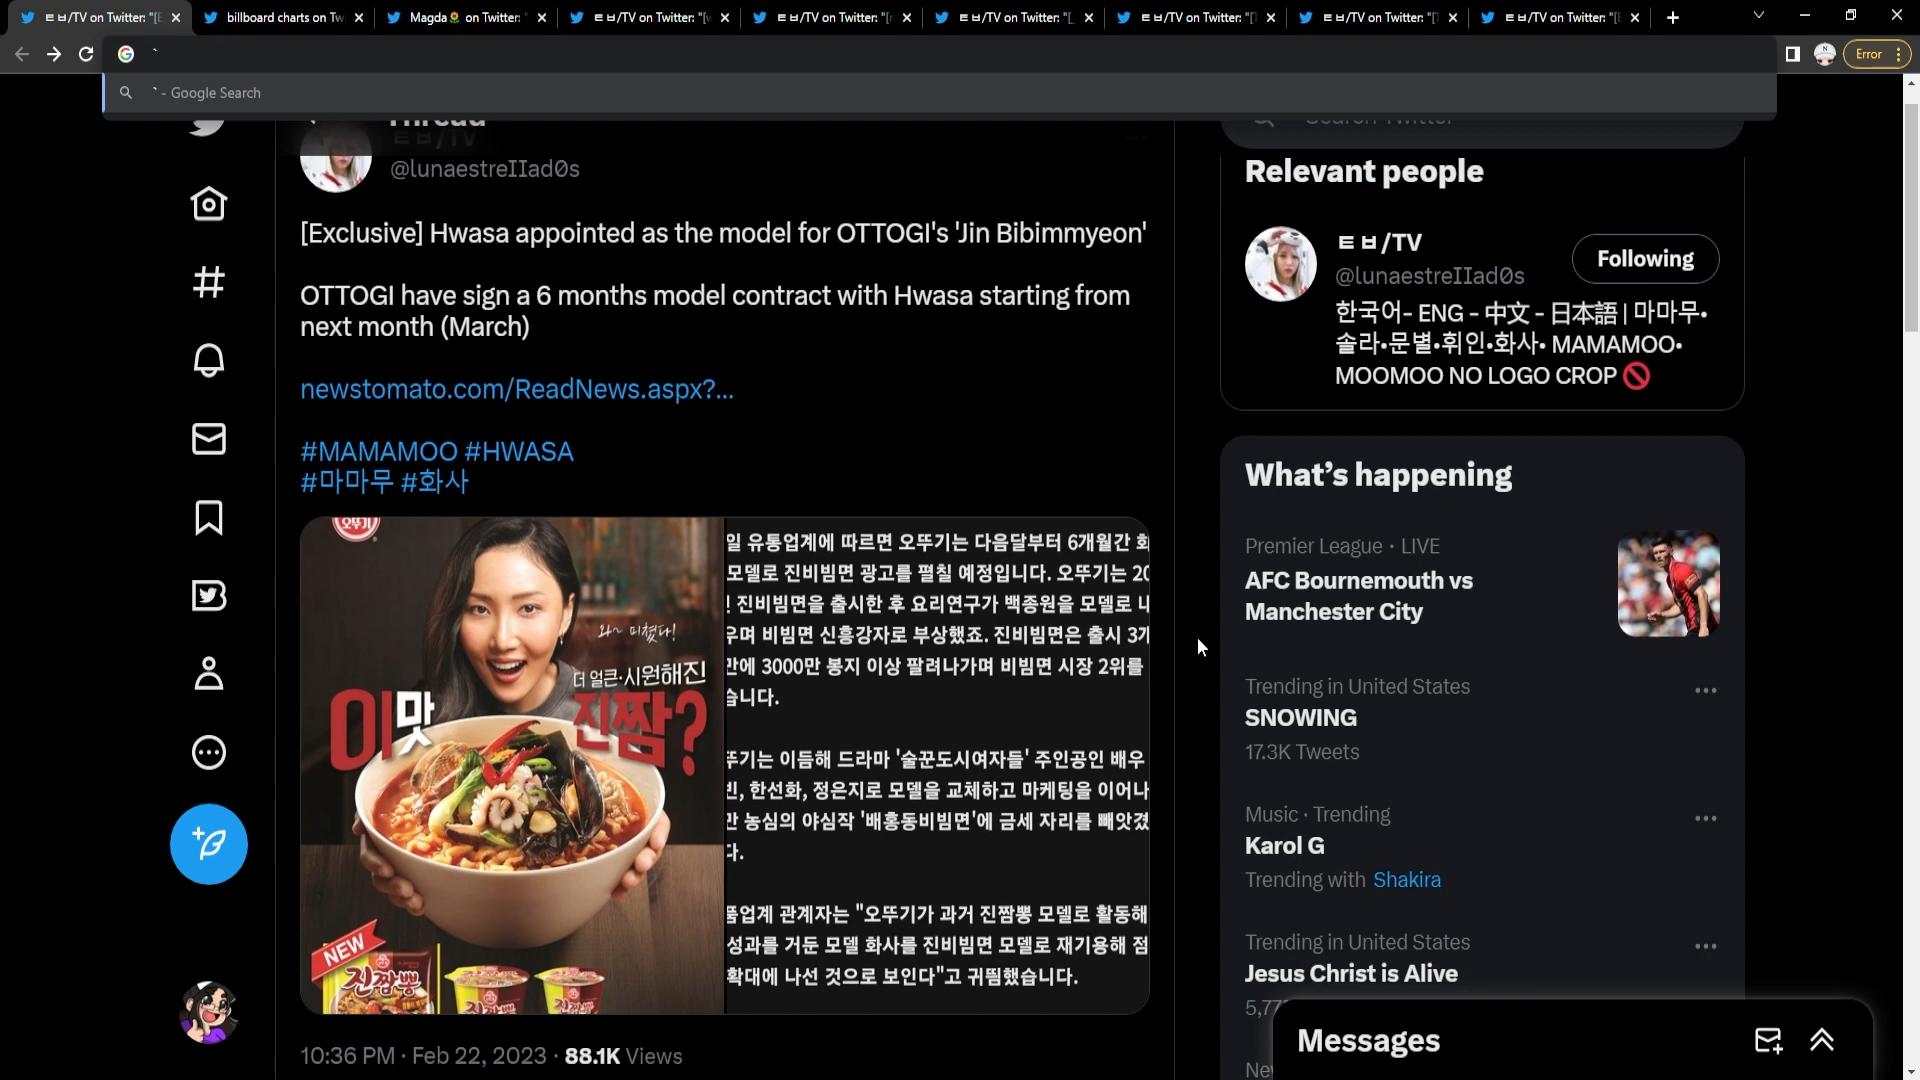 ㅌㅂ/TV on Twitter: "[E
billboard charts on Tw
Magda🌻 on Twitter: "
ㅌㅂ/TV on Twitter: "[v
ㅌㅂ/TV on Twitter: "[n
ㅌㅂ/TV on Twitter: "[_
ㅌㅂ/TV on Twitter: "[T
ㅌㅂ/TV on Twitter: "[T
ㅌㅂ/TV on Twitter: "[E
`
Error
` - Google Search
Thread
ㅌㅂ/TV
@lunaestreIIad0s
[Exclusive] Hwasa appointed as the model for OTTOGI's 'Jin Bibimmyeon'
OTTOGI have sign a 6 months model contract with Hwasa starting from
next month (March)
newstomato.com/ReadNews.aspx?...
#MAMAMOO #HWASA
#마마무 #화사
오뚜기
와~ 미쳤다!
더 얼큰·시원해진
이맛
진짬?
NEW
진짬뽕
일 유통업계에 따르면 오뚜기는 다음달부터 6개월간 화
모델로 진비빔면 광고를 펼칠 예정입니다. 오뚜기는 20
진비빔면을 출시한 후 요리연구가 백종원을 모델로 내
우며 비빔면 신흥강자로 부상했죠. 진비빔면은 출시 3개
만에 3000만 봉지 이상 팔려나가며 비빔면 시장 2위를
습니다.
뚜기는 이듬해 드라마 '술꾼도시여자들' 주인공인 배우
빈, 한선화, 정은지로 모델을 교체하고 마케팅을 이어나
만 농심의 야심작 '배홍동비빔면'에 금세 자리를 빼앗겼
다.
품업계 관계자는 "오뚜기가 과거 진짬뽕 모델로 활동해
성과를 거둔 모델 화사를 진비빔면 모델로 재기용해 점
확대에 나선 것으로 보인다"고 귀띔했습니다.
10:36 PM · Feb 22, 2023 · 88.1K Views
Search Twitter
Relevant people
ㅌㅂ/TV
@lunaestreIIad0s
Following
한국어- ENG - 中文 - 日本語 | 마마무•
솔라•문별•휘인•화사• MAMAMOO•
MOOMOO NO LOGO CROP 🚫
What's happening
Premier League · LIVE
AFC Bournemouth vs
Manchester City
Trending in United States
SNOWING
17.3K Tweets
Music · Trending
Karol G
Trending with Shakira
Trending in United States
Jesus Christ is Alive
5,77
Messages